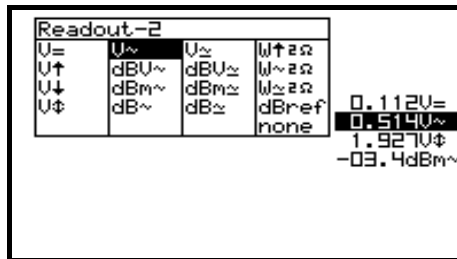 Readout-2
V= V~ V≃ W↑2Ω
V↑ dBV~ dBV≃ W~2Ω
V↓ dBm~ dBm≃ W≃2Ω
V⇕ dB~ dB≃ dBref
none
0.112V=
0.514V~
1.927V⇕
-03.4dBm~